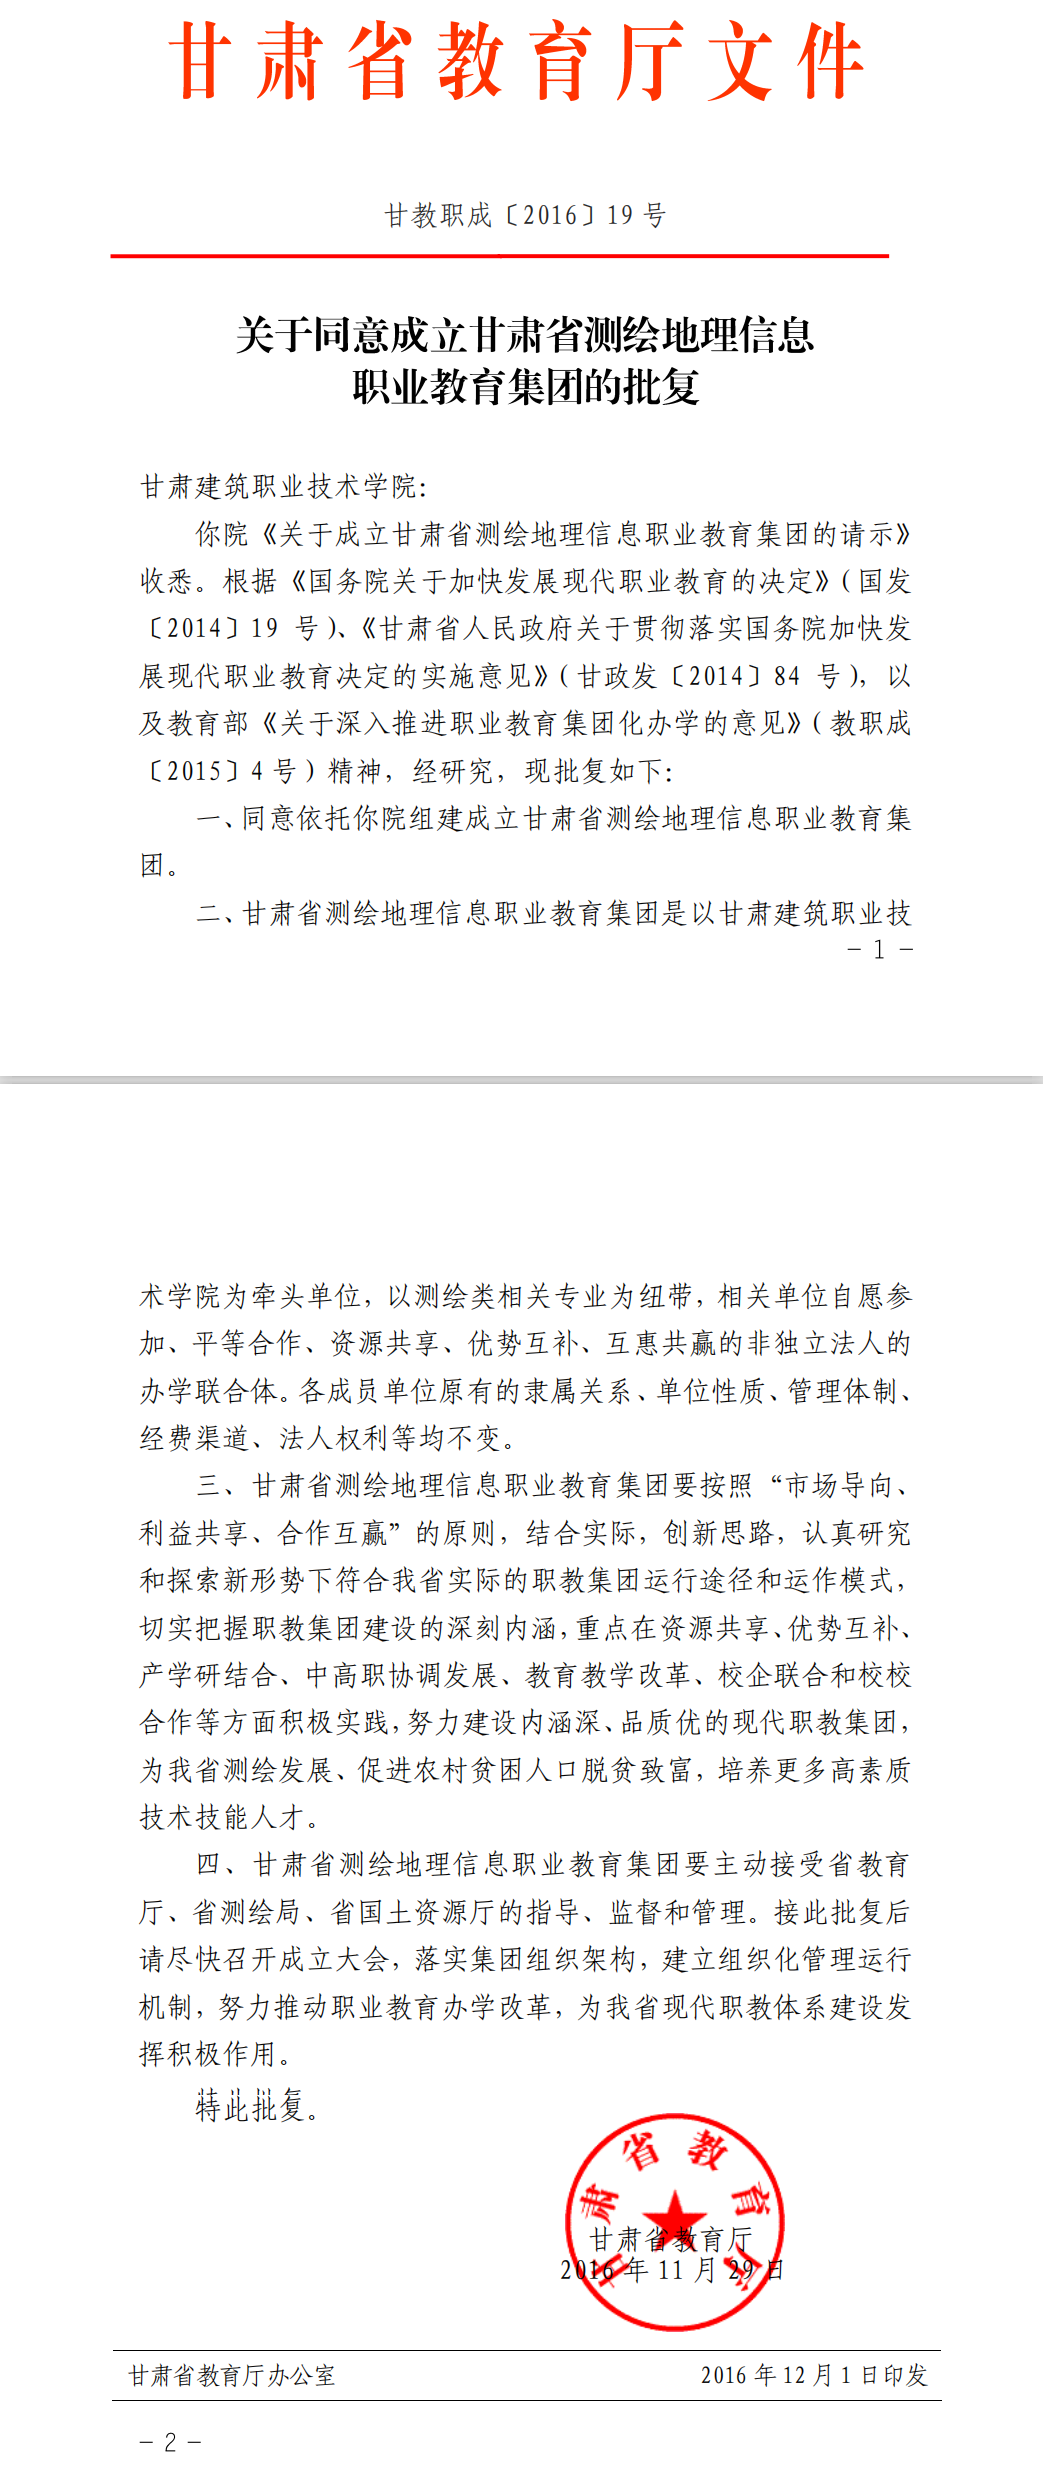 甘肃省教育厅文件
甘教职成〔2016〕19 号
关于同意成立甘肃省测绘地理信息
职业教育集团的批复
甘肃建筑职业技术学院：
你院《关于成立甘肃省测绘地理信息职业教育集团的请示》
收悉。根据《国务院关于加快发展现代职业教育的决定》（国发
〔2014〕19 号）、《甘肃省人民政府关于贯彻落实国务院加快发
展现代职业教育决定的实施意见》（甘政发〔2014〕84 号），以
及教育部《关于深入推进职业教育集团化办学的意见》（教职成
〔2015〕4 号）精神，经研究，现批复如下：
一、同意依托你院组建成立甘肃省测绘地理信息职业教育集
团。
二、甘肃省测绘地理信息职业教育集团是以甘肃建筑职业技
－ 1 －
术学院为牵头单位，以测绘类相关专业为纽带，相关单位自愿参
加、平等合作、资源共享、优势互补、互惠共赢的非独立法人的
办学联合体。各成员单位原有的隶属关系、单位性质、管理体制、
经费渠道、法人权利等均不变。
三、甘肃省测绘地理信息职业教育集团要按照“市场导向、
利益共享、合作互赢”的原则，结合实际，创新思路，认真研究
和探索新形势下符合我省实际的职教集团运行途径和运作模式，
切实把握职教集团建设的深刻内涵，重点在资源共享、优势互补、
产学研结合、中高职协调发展、教育教学改革、校企联合和校校
合作等方面积极实践，努力建设内涵深、品质优的现代职教集团，
为我省测绘发展、促进农村贫困人口脱贫致富，培养更多高素质
技术技能人才。
四、甘肃省测绘地理信息职业教育集团要主动接受省教育
厅、省测绘局、省国土资源厅的指导、监督和管理。接此批复后
请尽快召开成立大会，落实集团组织架构，建立组织化管理运行
机制，努力推动职业教育办学改革，为我省现代职教体系建设发
挥积极作用。
特此批复。
甘肃省教育厅
甘肃省教育厅
2016 年 11 月 29 日
甘肃省教育厅办公室 2016 年 12 月 1 日印发
－ 2 －